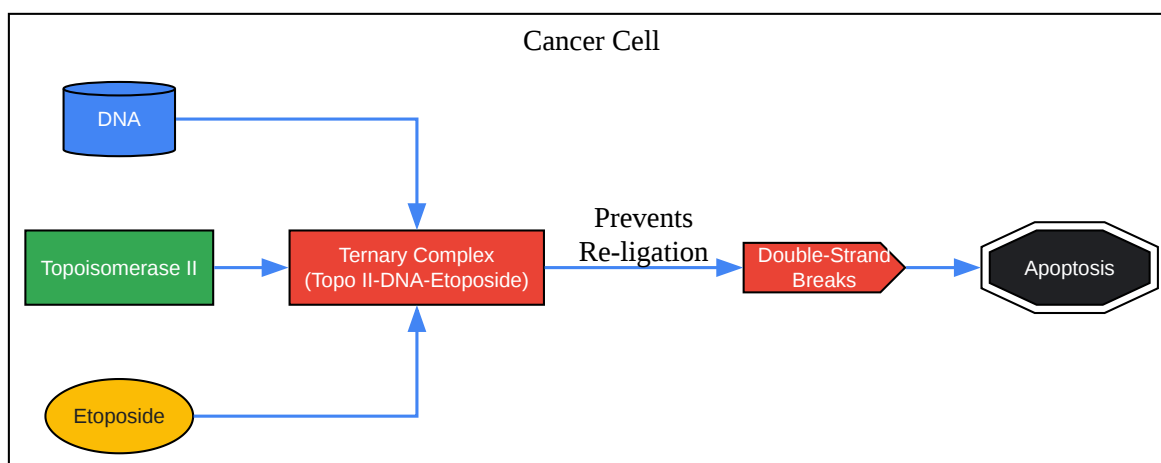 Cancer Cell
DNA
Topoisomerase II
Ternary Complex
(Topo II-DNA-Etoposide)
Prevents
Re-ligation
Double-Strand
Breaks
Apoptosis
Etoposide